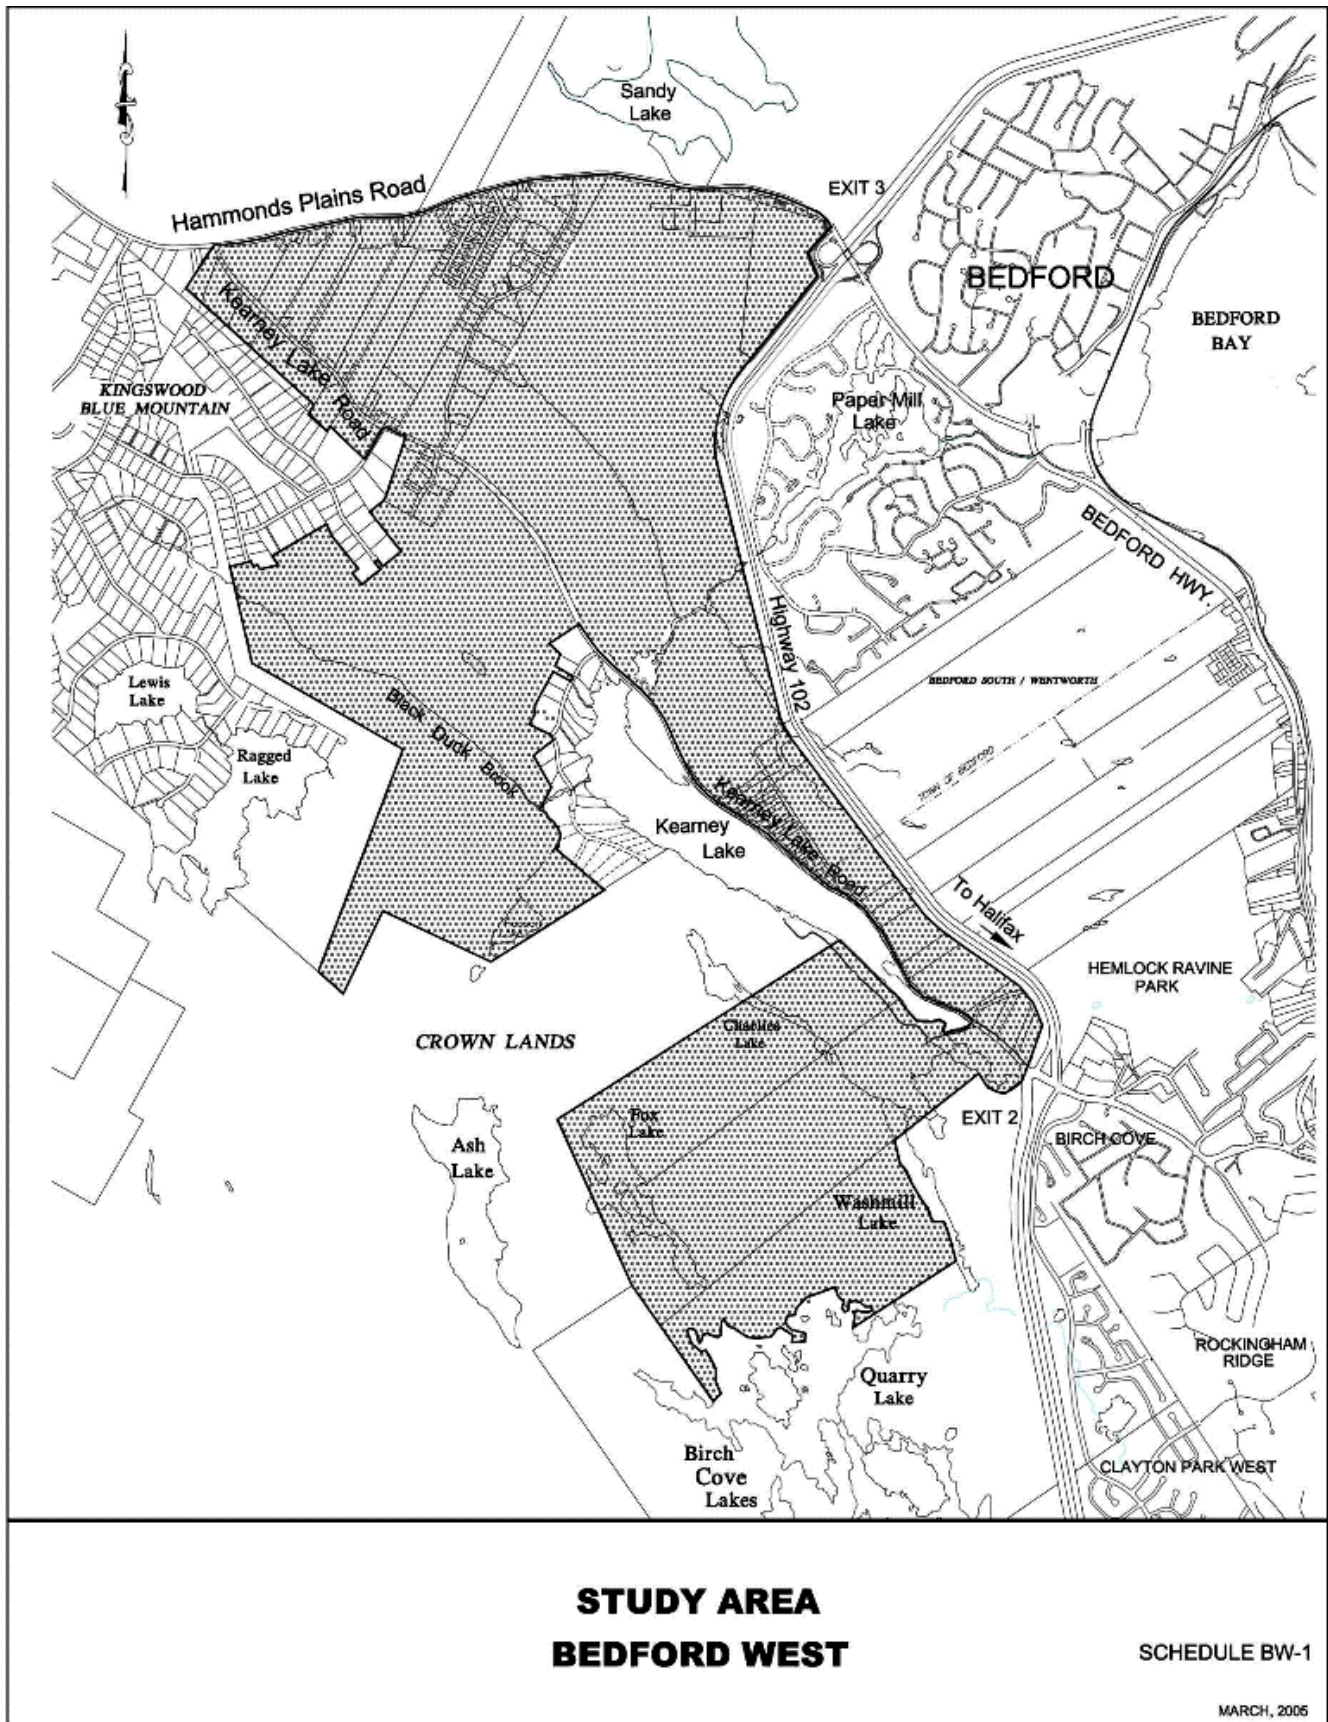 Sandy
Lake
EXIT 3
Hammonds Plains Road
BEDFORD
BEDFORD
BAY
Kearney Lake Road
KINGSWOOD
BLUE MOUNTAIN
Paper Mill
Lake
BEDFORD HWY.
Highway 102
BEDFORD SOUTH / WENTWORTH
Lewis
Lake
Black Duck Brook
Ragged
Lake
TOWN OF BEDFORD
Kearney Lake Road
Kearney
Lake
To Halifax
HEMLOCK RAVINE
PARK
Charlies
Lake
CROWN LANDS
Fox
Lake
EXIT 2
BIRCH COVE
Ash
Lake
Washmill
Lake
ROCKINGHAM
RIDGE
Quarry
Lake
Birch
Cove
Lakes
CLAYTON PARK WEST
STUDY AREA
BEDFORD WEST
SCHEDULE BW-1
MARCH, 2005